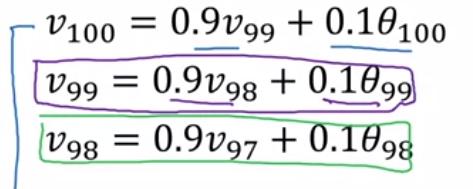 v₁₀₀ = 0.9v₉₉ + 0.1θ₁₀₀
v₉₉ = 0.9v₉₈ + 0.1θ₉₉
v₉₈ = 0.9v₉₇ + 0.1θ₉₈